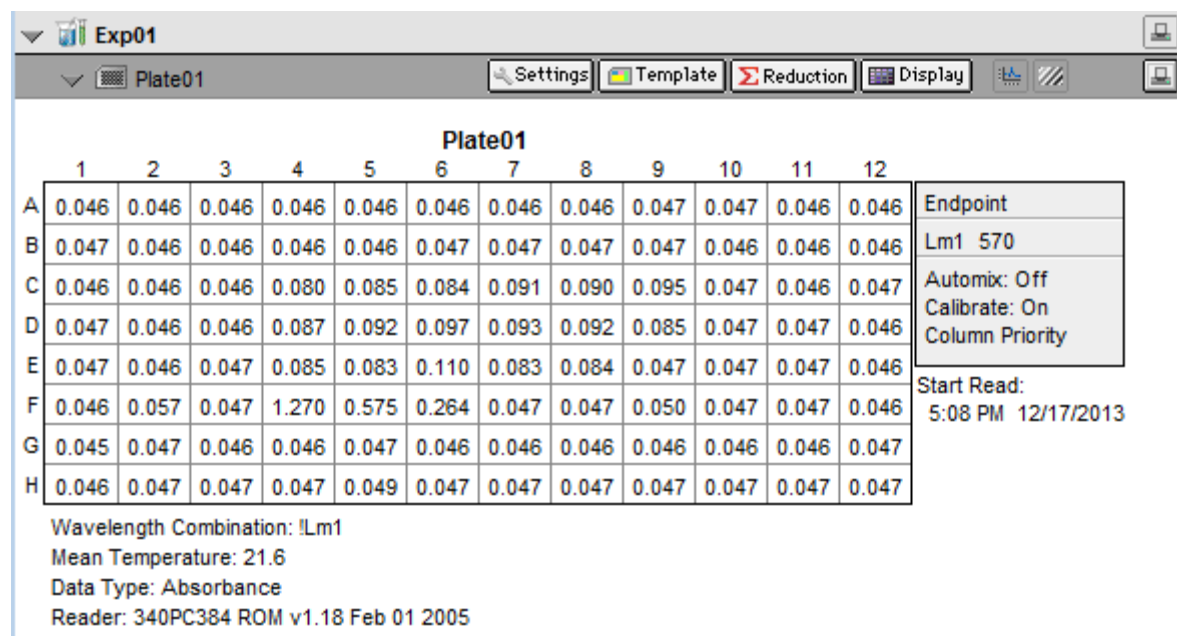 Exp01
Plate01 Settings Template Reduction Display
Plate01
1 2 3 4 5 6 7 8 9 10 11 12
A 0.046 0.046 0.046 0.046 0.046 0.046 0.046 0.046 0.047 0.047 0.046 0.046
B 0.047 0.046 0.046 0.046 0.046 0.047 0.047 0.047 0.047 0.046 0.046 0.046
C 0.046 0.046 0.046 0.080 0.085 0.084 0.091 0.090 0.095 0.047 0.046 0.047
D 0.047 0.046 0.046 0.087 0.092 0.097 0.093 0.092 0.085 0.047 0.047 0.046
E 0.047 0.046 0.047 0.085 0.083 0.110 0.083 0.084 0.047 0.047 0.047 0.046
F 0.046 0.057 0.047 1.270 0.575 0.264 0.047 0.047 0.050 0.047 0.047 0.046
G 0.045 0.047 0.046 0.046 0.047 0.046 0.046 0.046 0.046 0.046 0.046 0.047
H 0.046 0.047 0.047 0.047 0.049 0.047 0.047 0.047 0.047 0.047 0.047 0.047
Endpoint
Lm1 570
Automix: Off
Calibrate: On
Column Priority
Start Read:
5:08 PM 12/17/2013
Wavelength Combination: !Lm1
Mean Temperature: 21.6
Data Type: Absorbance
Reader: 340PC384 ROM v1.18 Feb 01 2005